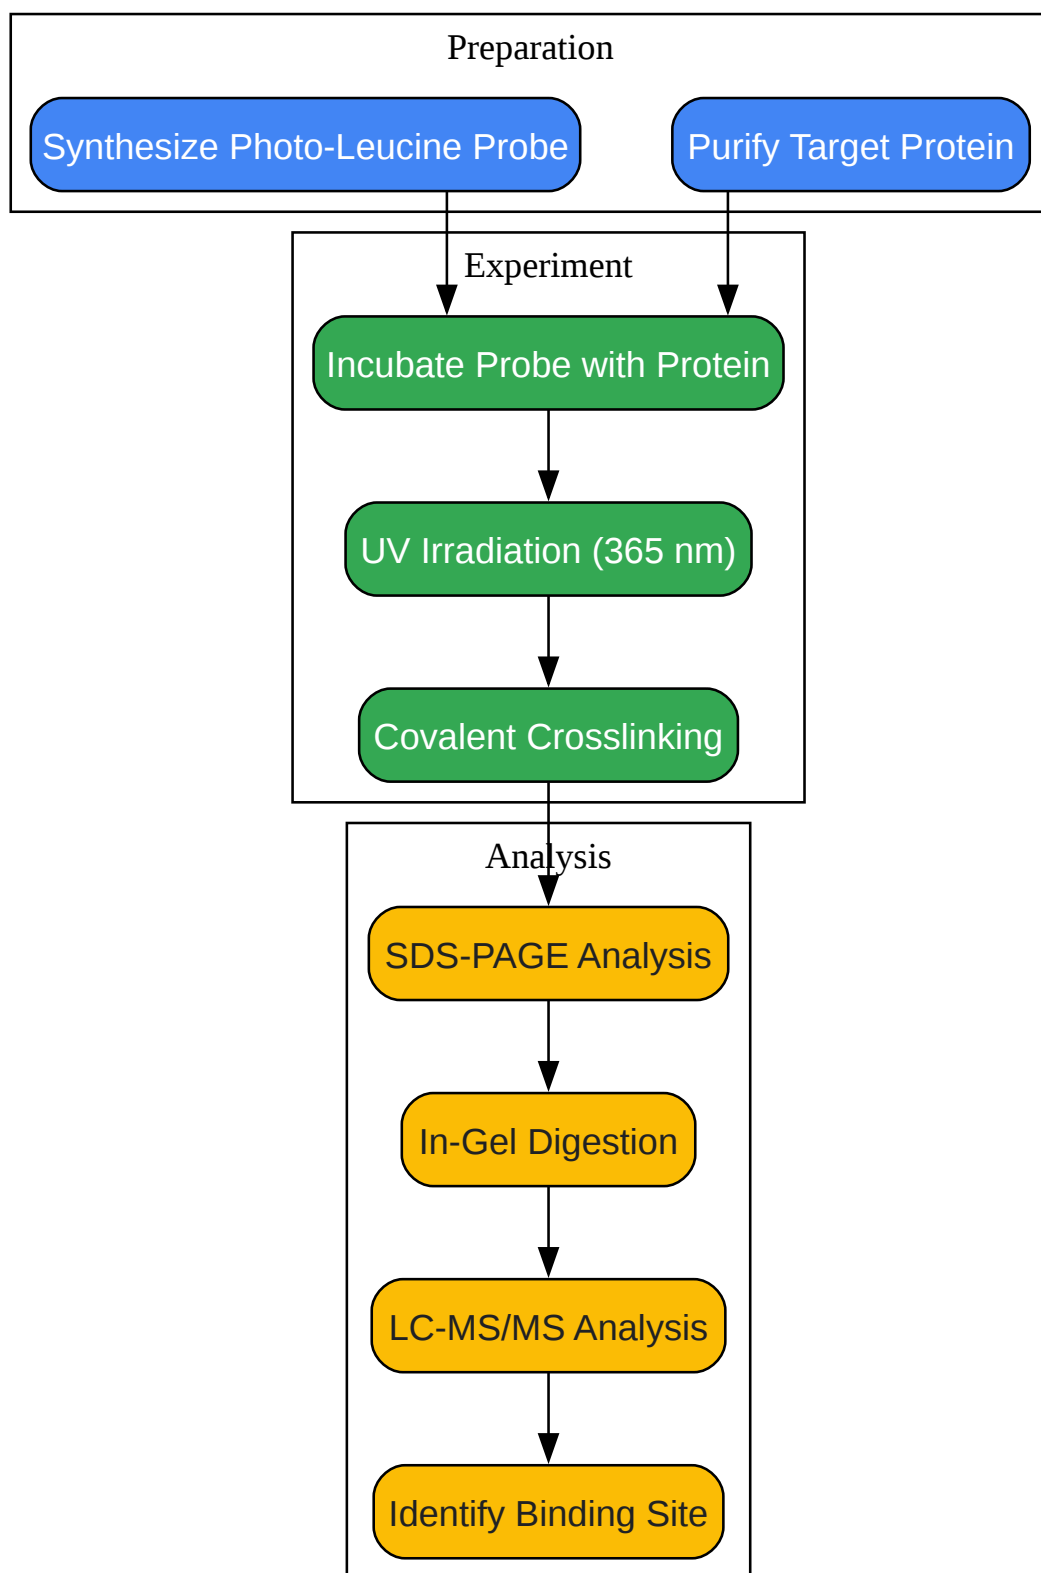 Preparation
Synthesize Photo-Leucine Probe
Purify Target Protein
Experiment
Incubate Probe with Protein
UV Irradiation (365 nm)
Covalent Crosslinking
Analysis
SDS-PAGE Analysis
In-Gel Digestion
LC-MS/MS Analysis
Identify Binding Site